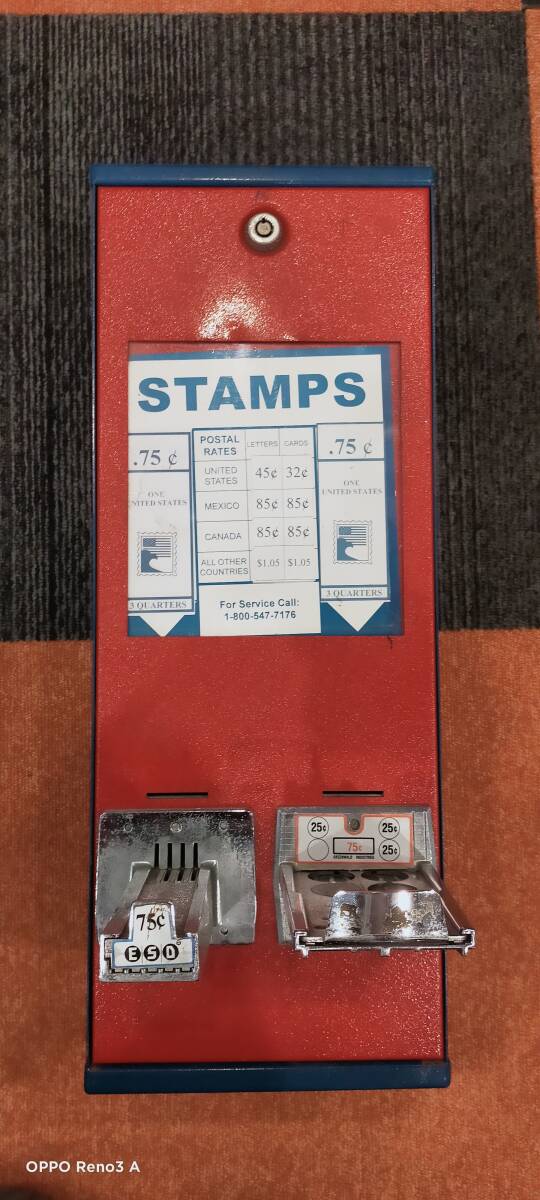 STAMPS
.75 ¢
ONE
UNITED STATES
3 QUARTERS
POSTAL RATES LETTERS CARDS
UNITED STATES 45¢ 32¢
MEXICO 85¢ 85¢
CANADA 85¢ 85¢
ALL OTHER COUNTRIES $1.05 $1.05
For Service Call:
1-800-547-7176
.75 ¢
ONE
UNITED STATES
3 QUARTERS
75¢
ESD
25¢ 25¢
75¢ 25¢
GREENWALD INDUSTRIES
OPPO Reno3 A